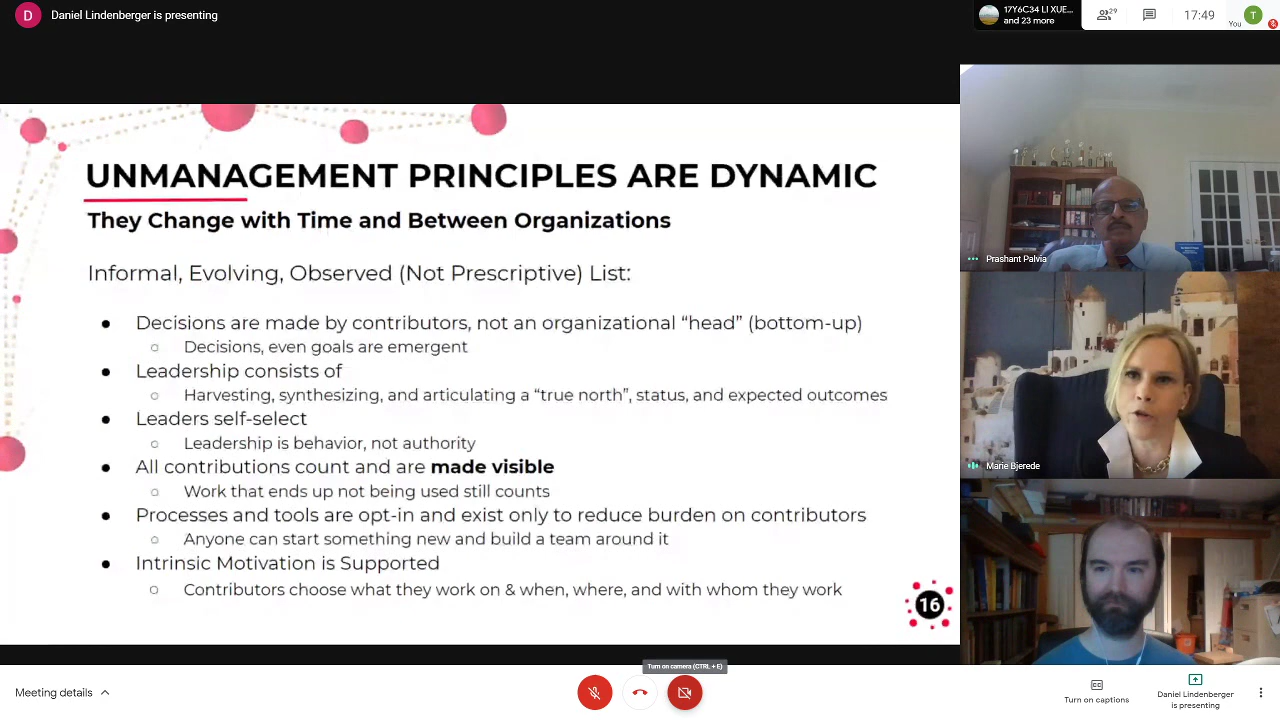 D
Daniel Lindenberger is presenting
17Y6C34 LI XUE...
and 23 more
29
17:49
You
T
UNMANAGEMENT PRINCIPLES ARE DYNAMIC
They Change with Time and Between Organizations
Informal, Evolving, Observed (Not Prescriptive) List:
● Decisions are made by contributors, not an organizational “head” (bottom-up)
○ Decisions, even goals are emergent
● Leadership consists of
○ Harvesting, synthesizing, and articulating a “true north”, status, and expected outcomes
● Leaders self-select
○ Leadership is behavior, not authority
● All contributions count and are made visible
○ Work that ends up not being used still counts
● Processes and tools are opt-in and exist only to reduce burden on contributors
○ Anyone can start something new and build a team around it
● Intrinsic Motivation is Supported
○ Contributors choose what they work on & when, where, and with whom they work
16
Prashant Palvia
Marie Bjerede
Turn on camera (CTRL + E)
Meeting details
Turn on captions
Daniel Lindenberger
is presenting